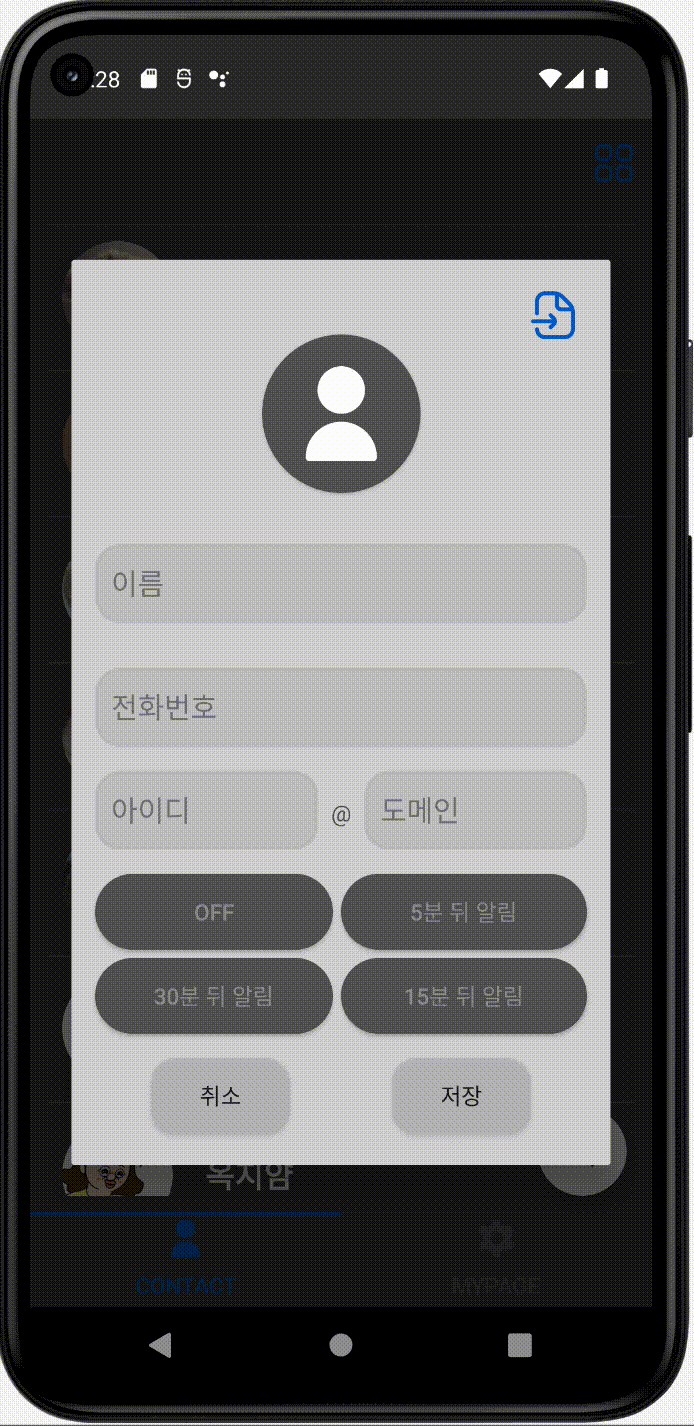 .28
이름
전화번호
아이디 @ 도메인
OFF 5분 뒤 알림
30분 뒤 알림 15분 뒤 알림
취소 저장
옥지얌
CONTACT MYPAGE